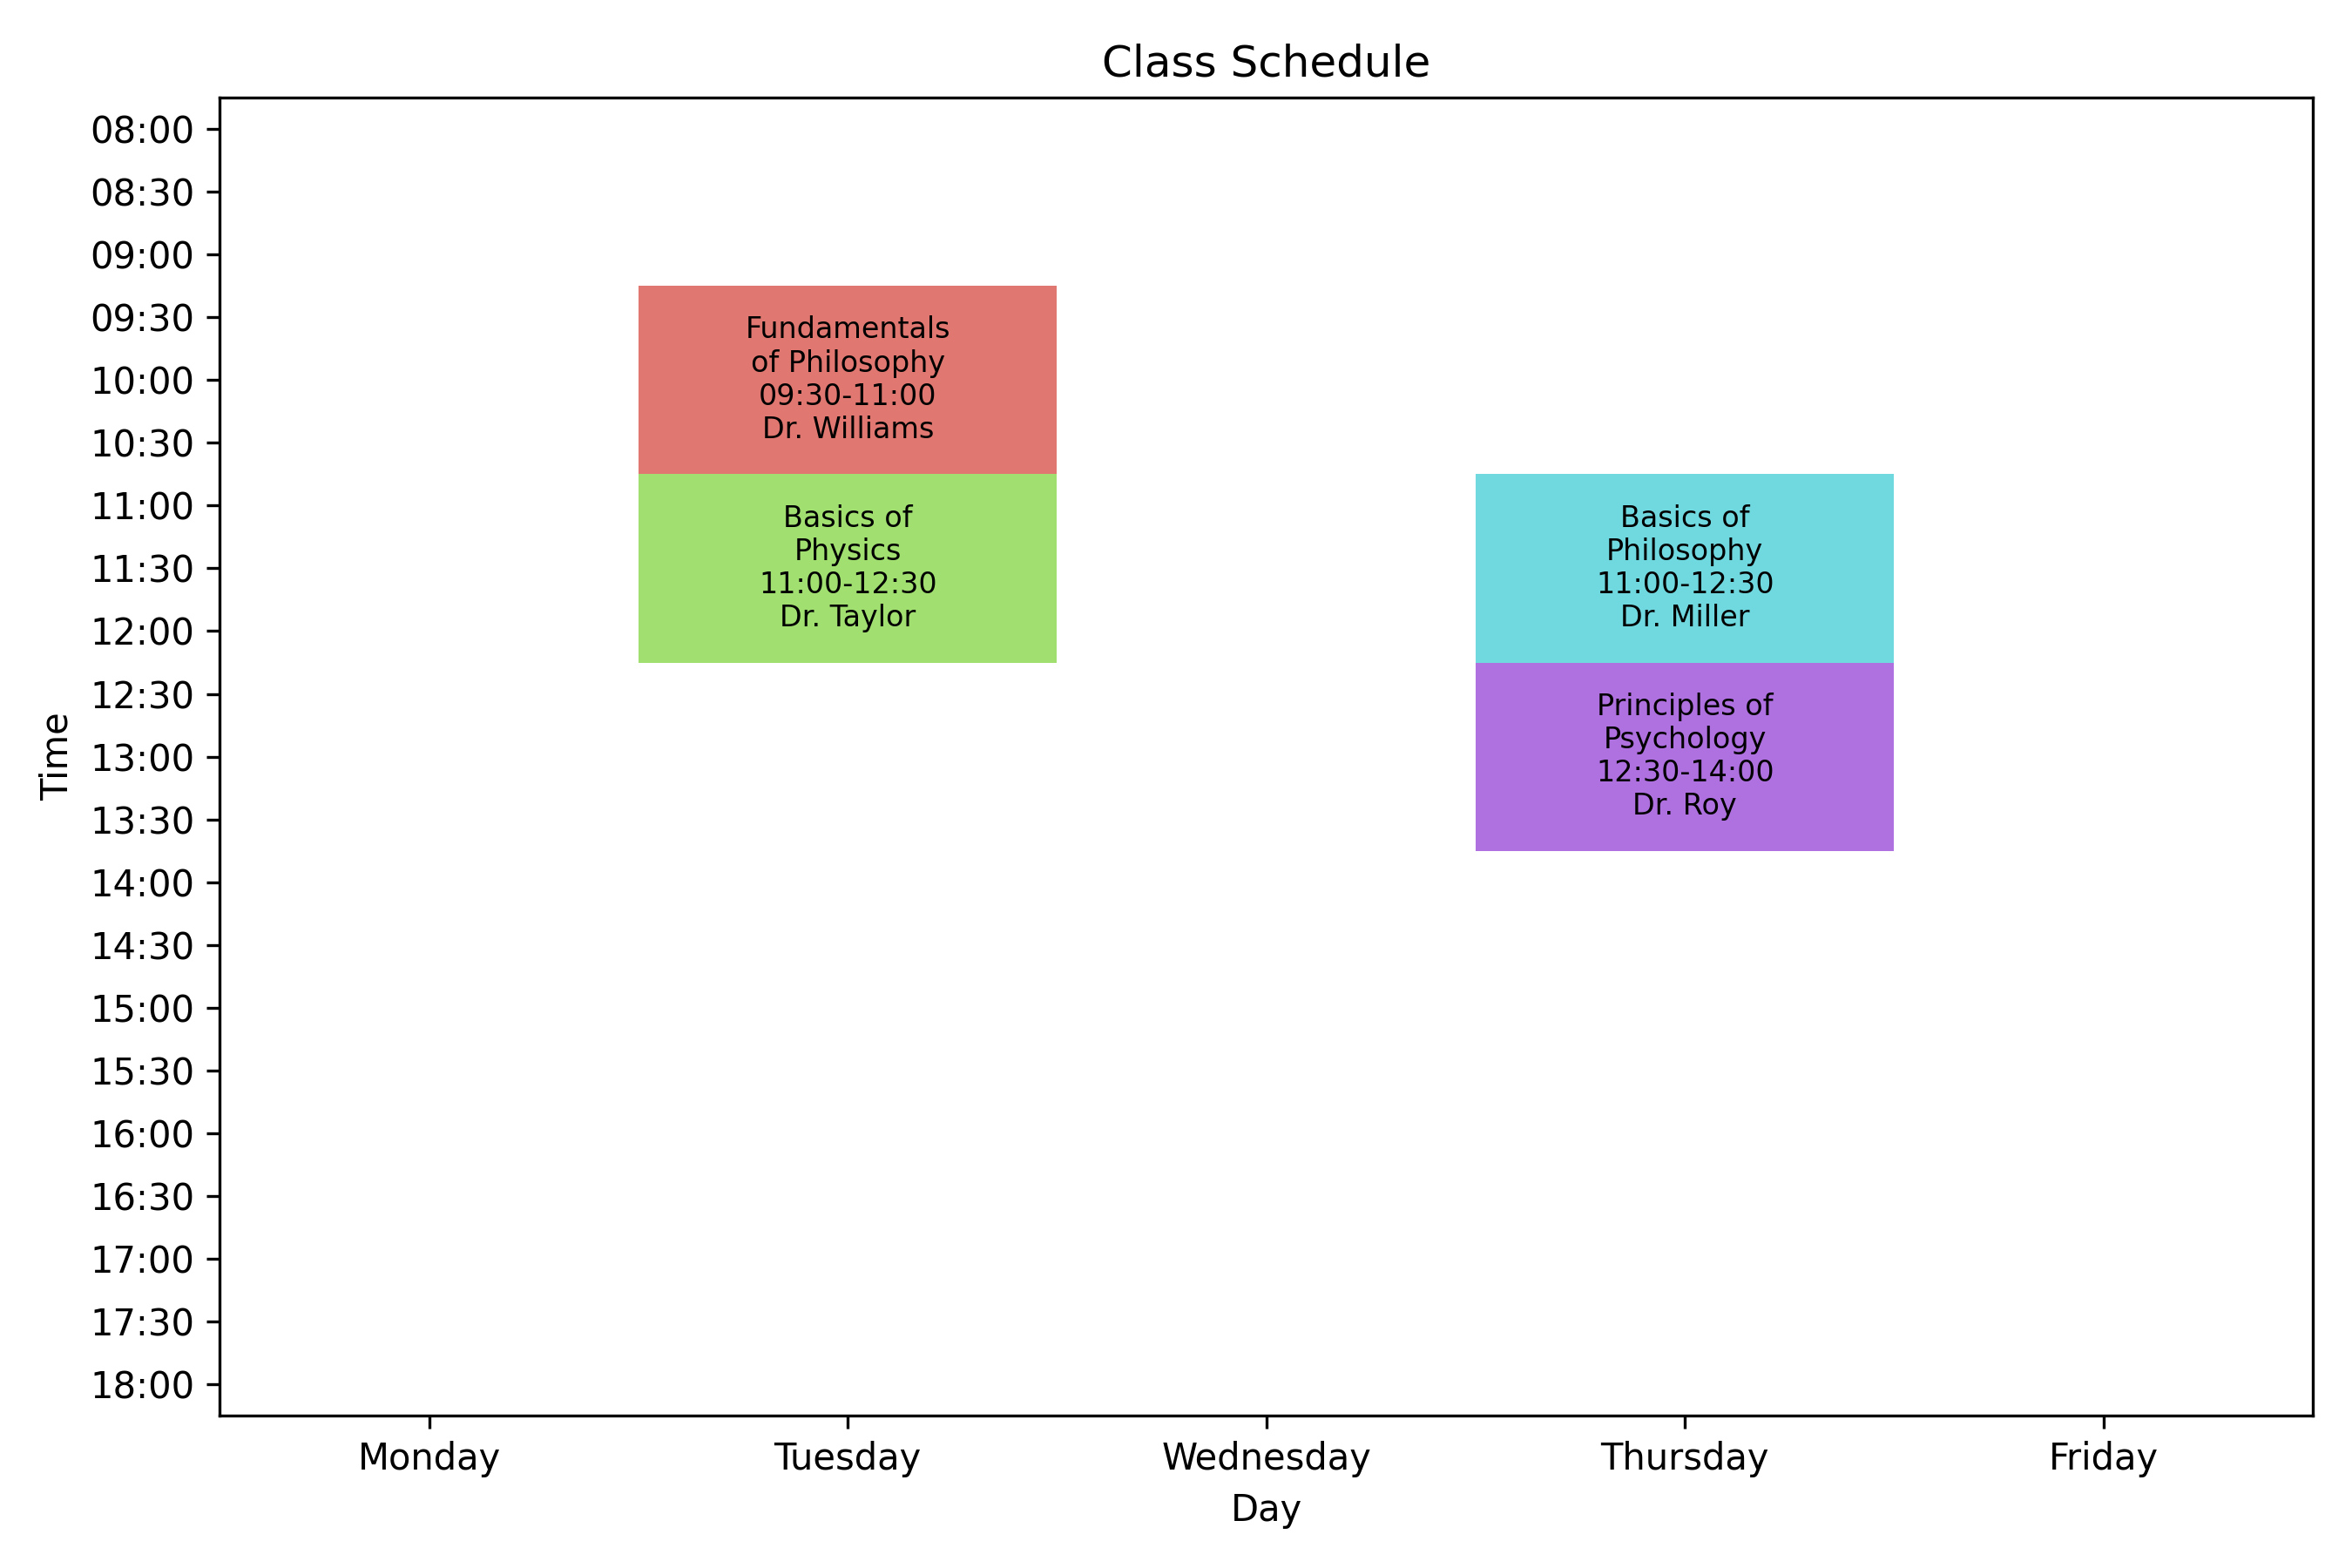 Class Schedule
Time
08:00
08:30
09:00
09:30
10:00
10:30
11:00
11:30
12:00
12:30
13:00
13:30
14:00
14:30
15:00
15:30
16:00
16:30
17:00
17:30
18:00
Fundamentals
of Philosophy
09:30-11:00
Dr. Williams
Basics of
Physics
11:00-12:30
Dr. Taylor
Basics of
Philosophy
11:00-12:30
Dr. Miller
Principles of
Psychology
12:30-14:00
Dr. Roy
Monday
Tuesday
Wednesday
Thursday
Friday
Day